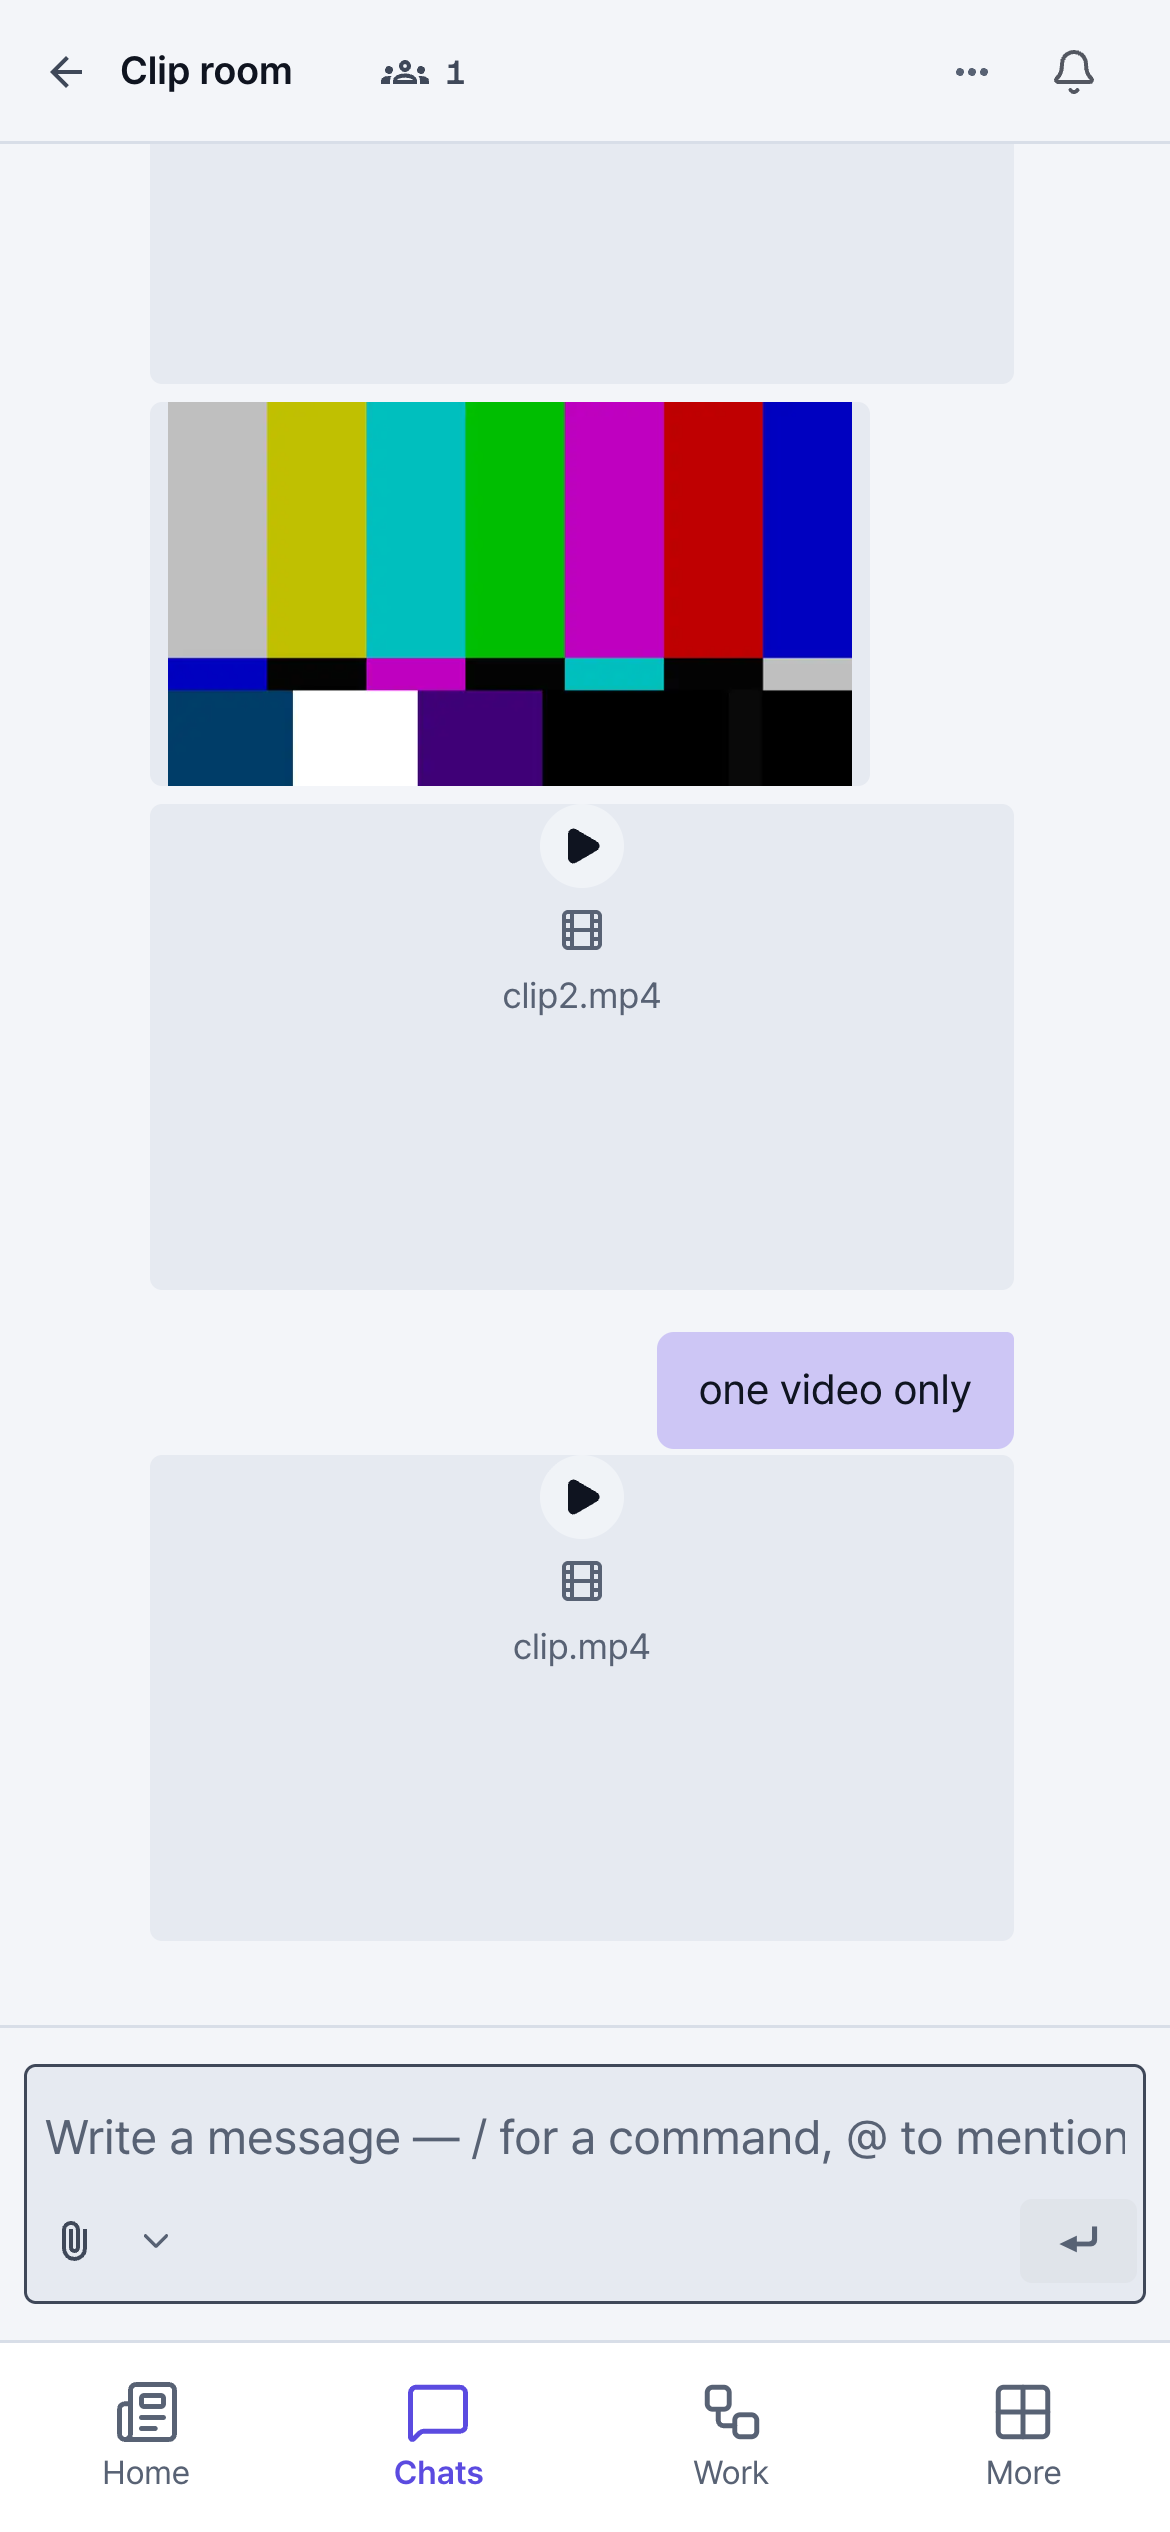 Clip room 1
clip2.mp4
one video only
clip.mp4
Write a message — / for a command, @ to mention
Home Chats Work More